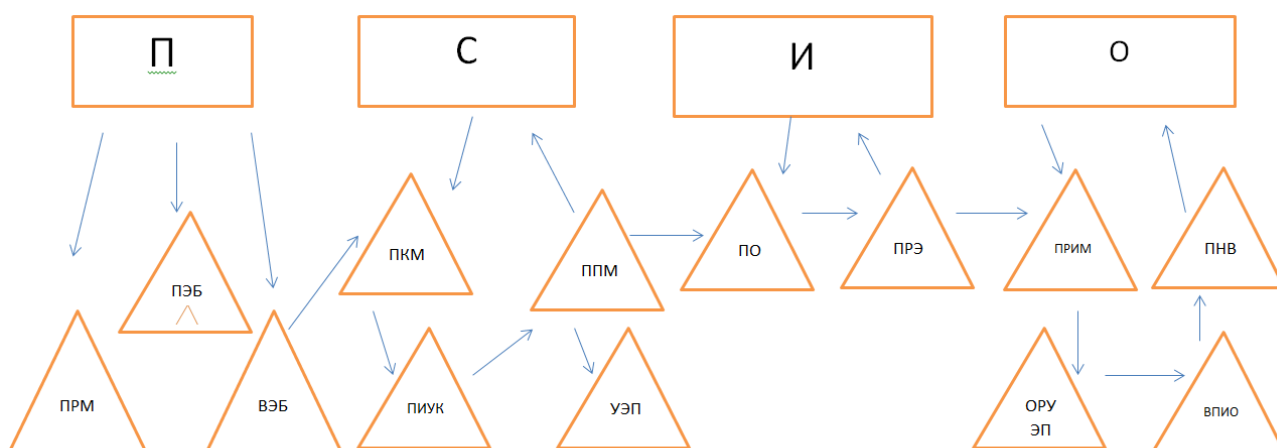 П
С
И
О
ПКМ
ППМ
ПО
ПРЭ
ПРИМ
ПНВ
ПЭБ
ПРМ
ВЭБ
ПИУК
УЭП
ОРУ
ЭП
ВПИО